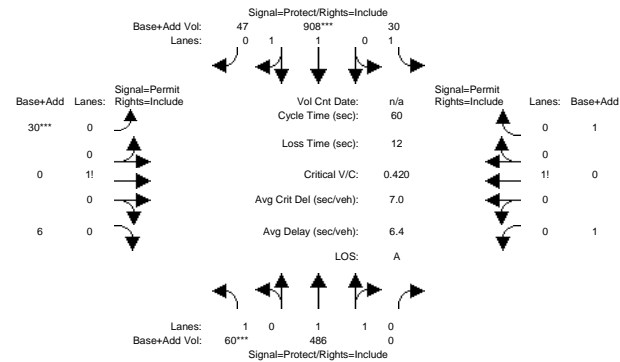 Signal=Protect/Rights=Include
Base+Add Vol: 47 908*** 30
Lanes: 0 1 1 0 1
Signal=Permit
Base+Add Lanes: Rights=Include
Vol Cnt Date: n/a
Signal=Permit
Rights=Include Lanes: Base+Add
Cycle Time (sec): 60
30*** 0
0 1
Loss Time (sec): 12
0
0
0 1!
Critical V/C: 0.420
1! 0
0
Avg Crit Del (sec/veh): 7.0
0
6 0
Avg Delay (sec/veh): 6.4
0 1
LOS: A
Lanes: 1 0 1 1 0
Base+Add Vol: 60*** 486 0
Signal=Protect/Rights=Include